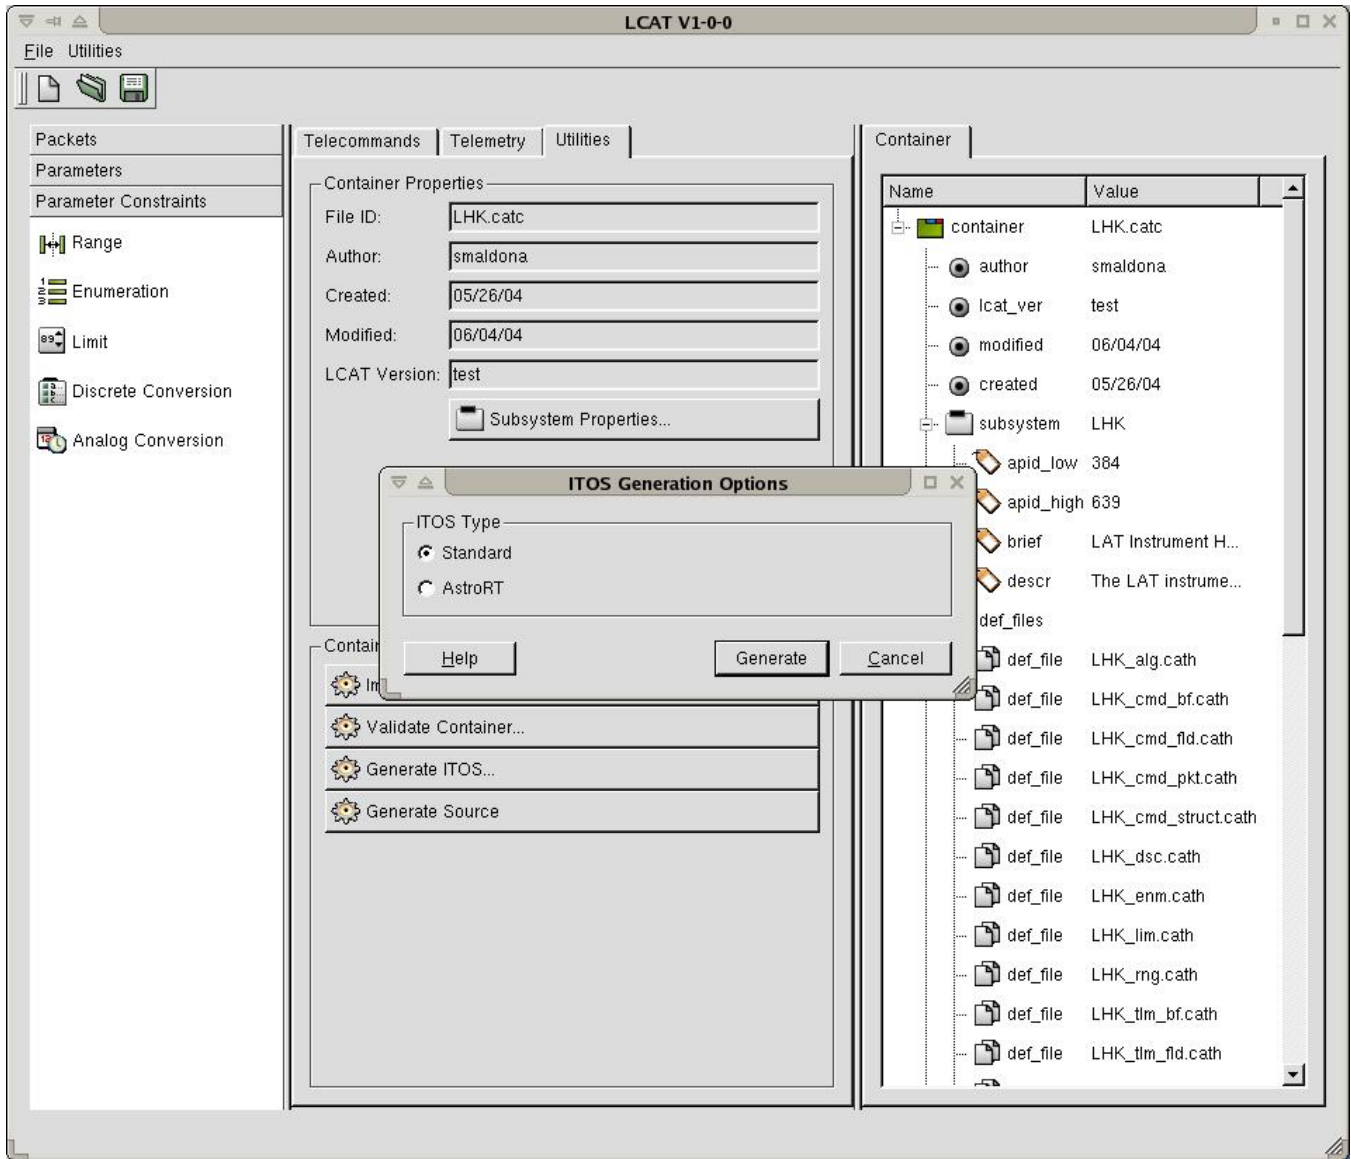 LCAT V1-0-0
File Utilities
Packets
Parameters
Parameter Constraints
Range
Enumeration
Limit
Discrete Conversion
Analog Conversion
Telecommands Telemetry Utilities
Container Properties
File ID: LHK.catc
Author: smaldona
Created: 05/26/04
Modified: 06/04/04
LCAT Version: test
Subsystem Properties...
ITOS Generation Options
ITOS Type
Standard
AstroRT
Help Generate Cancel
Contain
Im
Validate Container...
Generate ITOS...
Generate Source
Container
Name Value
container LHK.catc
author smaldona
lcat_ver test
modified 06/04/04
created 05/26/04
subsystem LHK
apid_low 384
apid_high 639
brief LAT Instrument H...
descr The LAT instrume...
def_files
def_file LHK_alg.cath
def_file LHK_cmd_bf.cath
def_file LHK_cmd_fld.cath
def_file LHK_cmd_pkt.cath
def_file LHK_cmd_struct.cath
def_file LHK_dsc.cath
def_file LHK_enm.cath
def_file LHK_lim.cath
def_file LHK_rng.cath
def_file LHK_tlm_bf.cath
def_file LHK_tlm_fld.cath